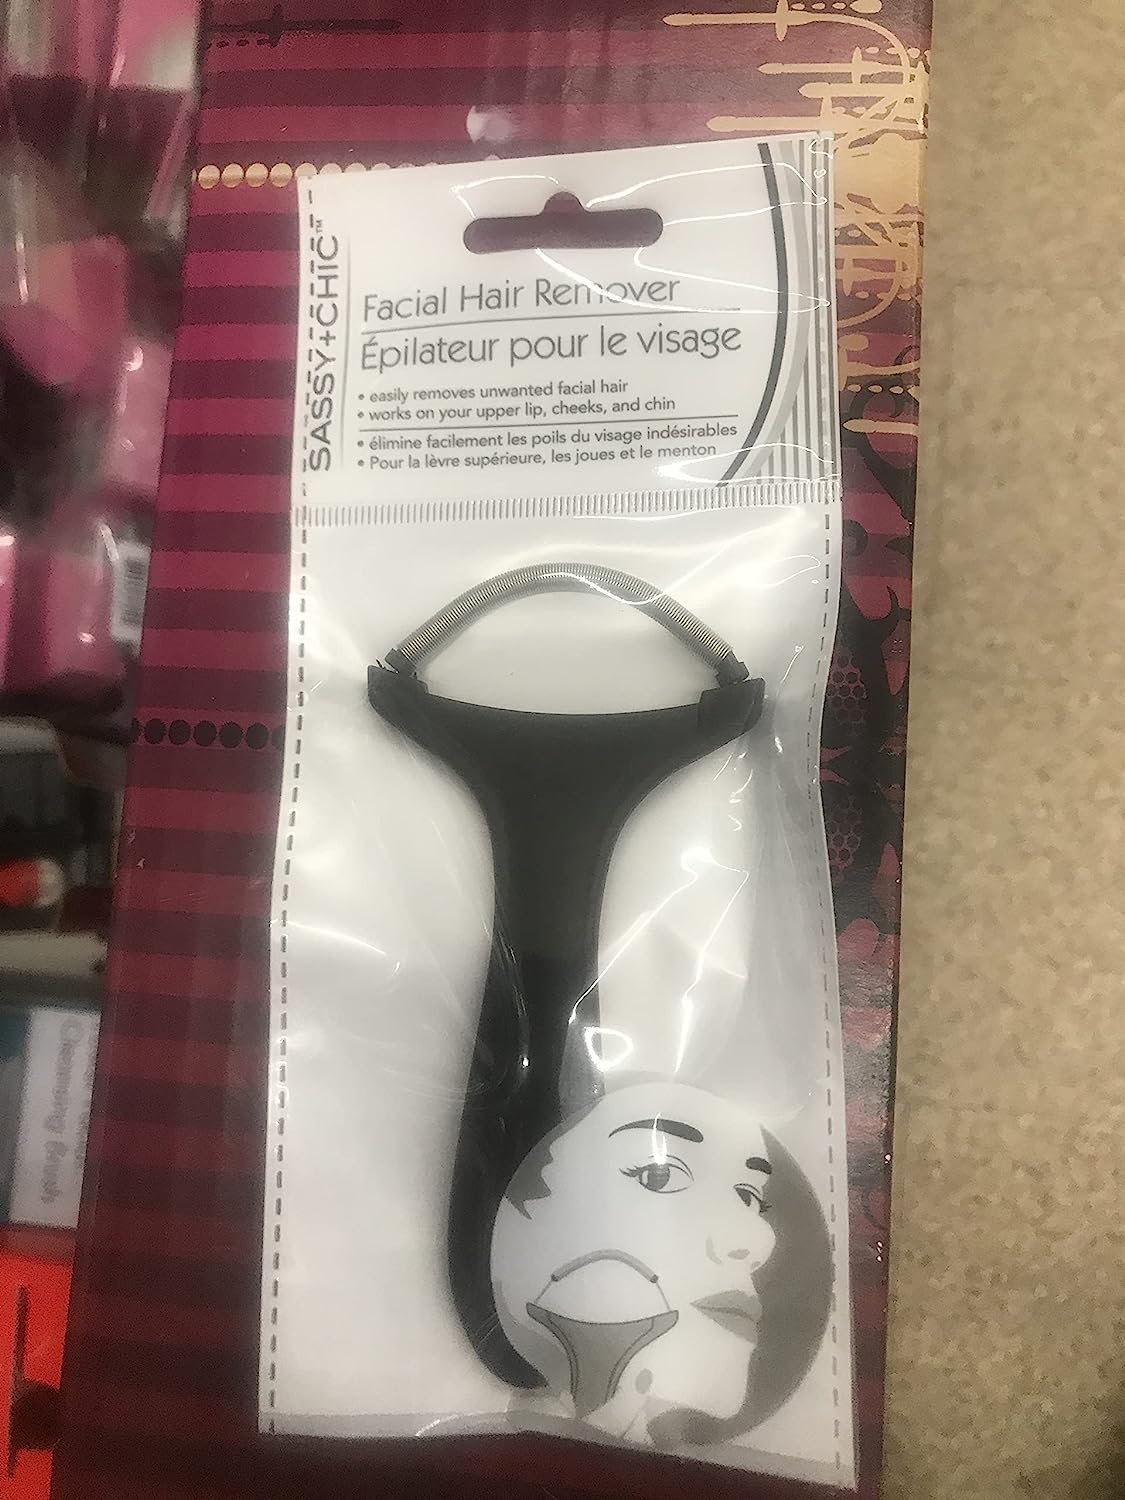 SASSY+CHIC™
Facial Hair Remover
Épilateur pour le visage
• easily removes unwanted facial hair
• works on your upper lip, cheeks, and chin
• élimine facilement les poils du visage indésirables
• Pour la lèvre supérieure, les joues et le menton
Cleansing Brush